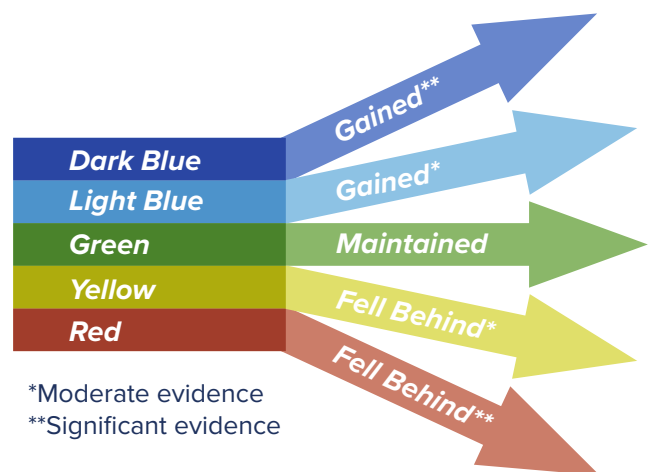 Dark Blue
Gained**
Light Blue
Gained*
Green
Maintained
Yellow
Fell Behind*
Red
Fell Behind**
*Moderate evidence
**Significant evidence